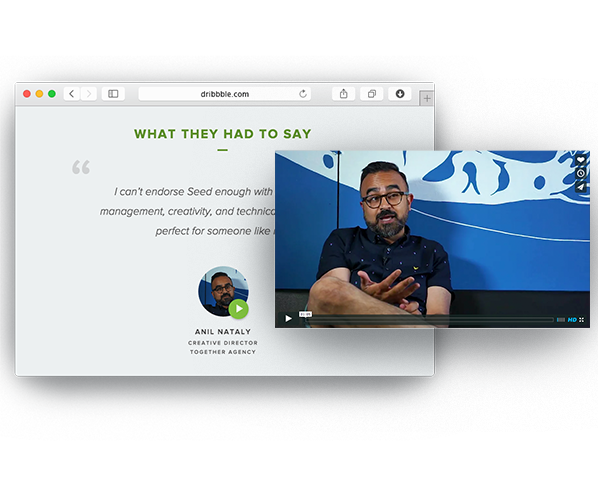 dribbble.com
WHAT THEY HAD TO SAY
“
I can't endorse Seed enough with
management, creativity, and technica
perfect for someone like
HD
ANIL NATALY
CREATIVE DIRECTOR
TOGETHER AGENCY